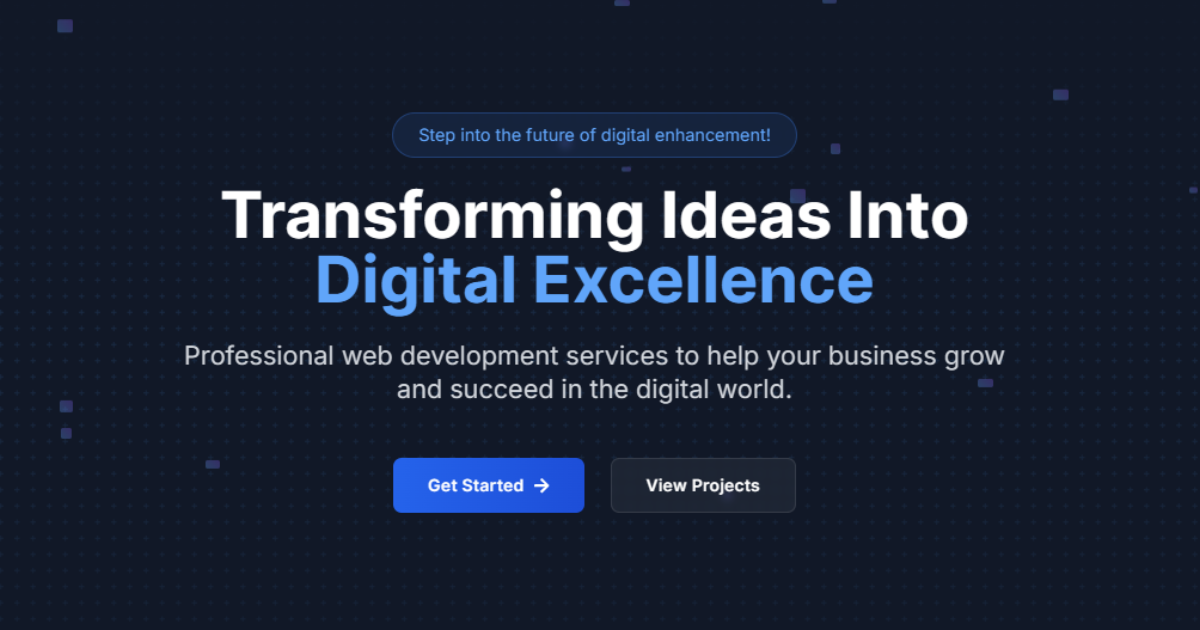 Step into the future of digital enhancement!
Transforming Ideas Into
Digital Excellence
Professional web development services to help your business grow
and succeed in the digital world.
Get Started →
View Projects